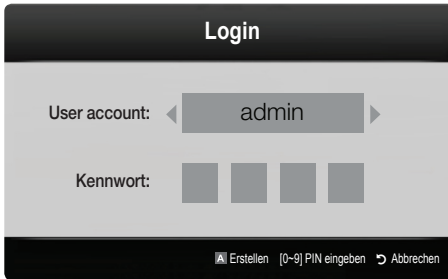 Login
User account: admin
Kennwort:
A Erstellen [0~9] PIN eingeben Abbrechen